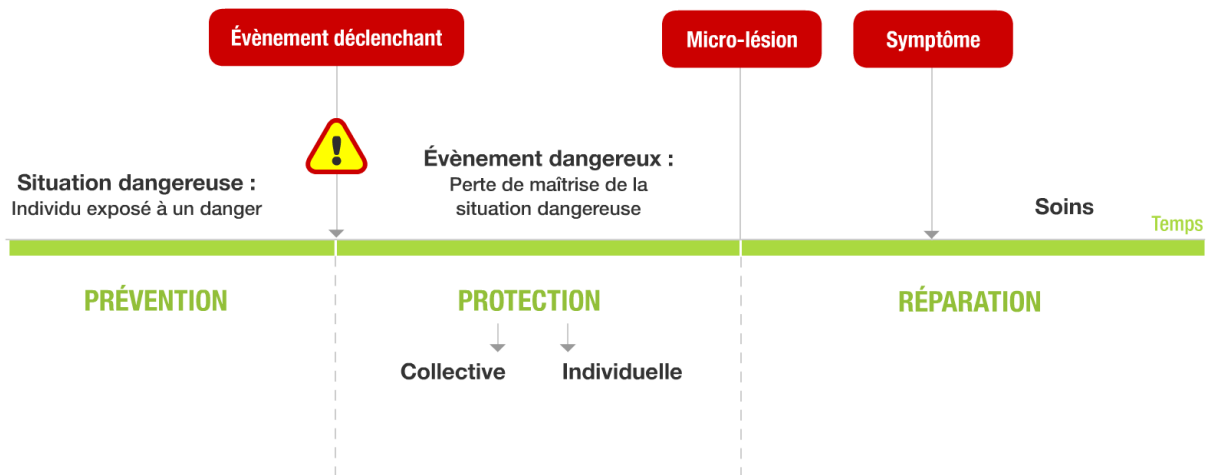 Évènement déclenchant
Micro-lésion
Symptôme
!
Situation dangereuse :
Individu exposé à un danger
Évènement dangereux :
Perte de maîtrise de la
situation dangereuse
Soins
Temps
PRÉVENTION
PROTECTION
RÉPARATION
Collective
Individuelle